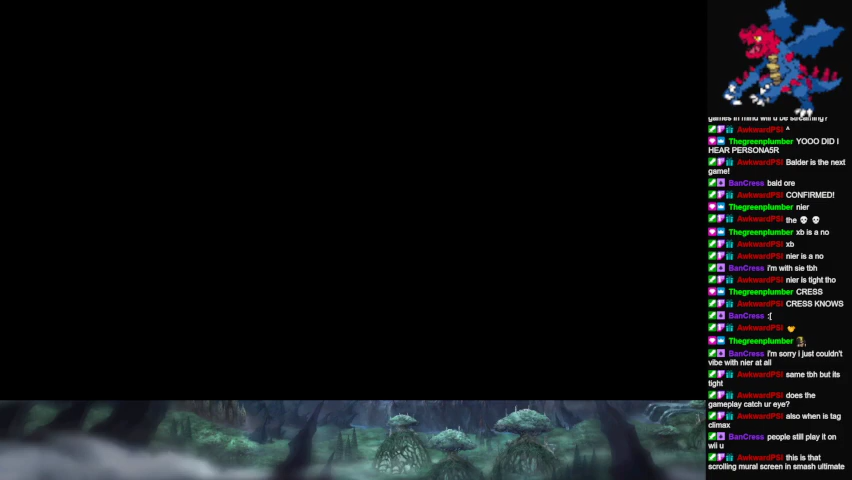 games in mind will u be streaming?
AwkwardPSI ^
Thegreenplumber YOOO DID I
HEAR PERSONA5R
AwkwardPSI Balder is the next
game!
BanCress bald ore
AwkwardPSI CONFIRMED!
Thegreenplumber nier
AwkwardPSI the 💀 💀
Thegreenplumber xb is a no
AwkwardPSI xb
AwkwardPSI nier is a no
BanCress i'm with sie tbh
AwkwardPSI nier is tight tho
Thegreenplumber CRESS
AwkwardPSI CRESS KNOWS
BanCress :[
AwkwardPSI 💛
Thegreenplumber
BanCress i'm sorry i just couldn't
vibe with nier at all
AwkwardPSI same tbh but its
tight
AwkwardPSI does the
gameplay catch ur eye?
AwkwardPSI also when is tag
climax
BanCress people still play it on
wii u
AwkwardPSI this is that
scrolling mural screen in smash ultimate